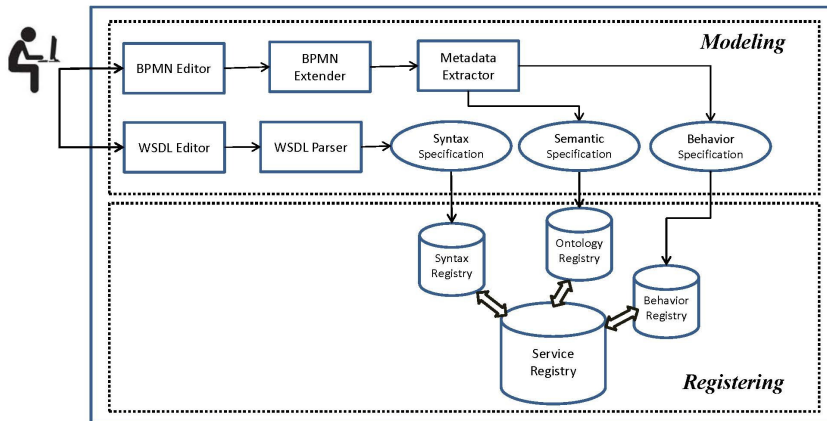 Modeling
BPMN Editor
BPMN
Extender
Metadata
Extractor
WSDL Editor
WSDL Parser
Syntax
Specification
Semantic
Specification
Behavior
Specification
Syntax
Registry
Ontology
Registry
Behavior
Registry
Service
Registry
Registering